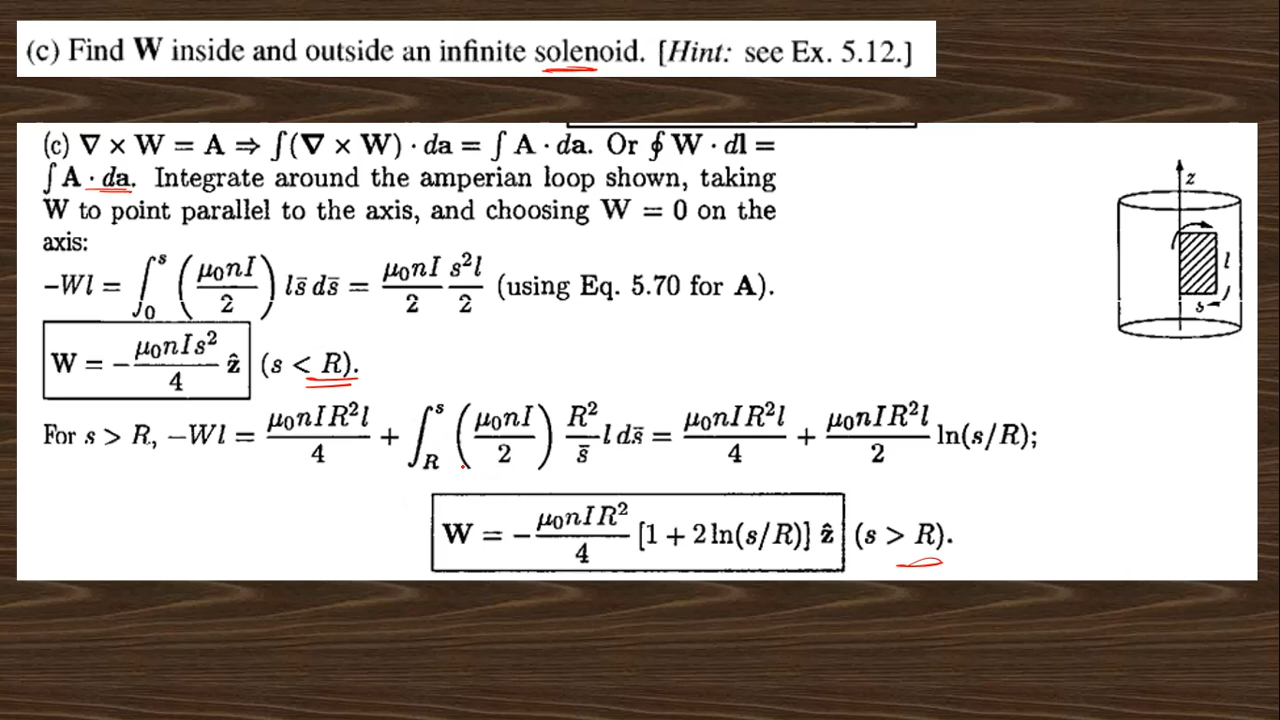 (c) Find W inside and outside an infinite solenoid. [Hint: see Ex. 5.12.]
(c) ∇ × W = A ⇒ ∫(∇ × W) · da = ∫ A · da. Or ∮ W · dl =
∫ A · da. Integrate around the amperian loop shown, taking
W to point parallel to the axis, and choosing W = 0 on the
axis:
-Wl = ∫₀ˢ (μ₀nI/2) ls̄ ds̄ = μ₀nI/2 s²l/2 (using Eq. 5.70 for A).
W = -μ₀nIs²/4 ẑ (s < R).
For s > R, -Wl = μ₀nIR²l/4 + ∫_R^s (μ₀nI/2) R²/s̄ l ds̄ = μ₀nIR²l/4 + μ₀nIR²l/2 ln(s/R);
W = -μ₀nIR²/4 [1 + 2 ln(s/R)] ẑ (s > R).
z
l
s